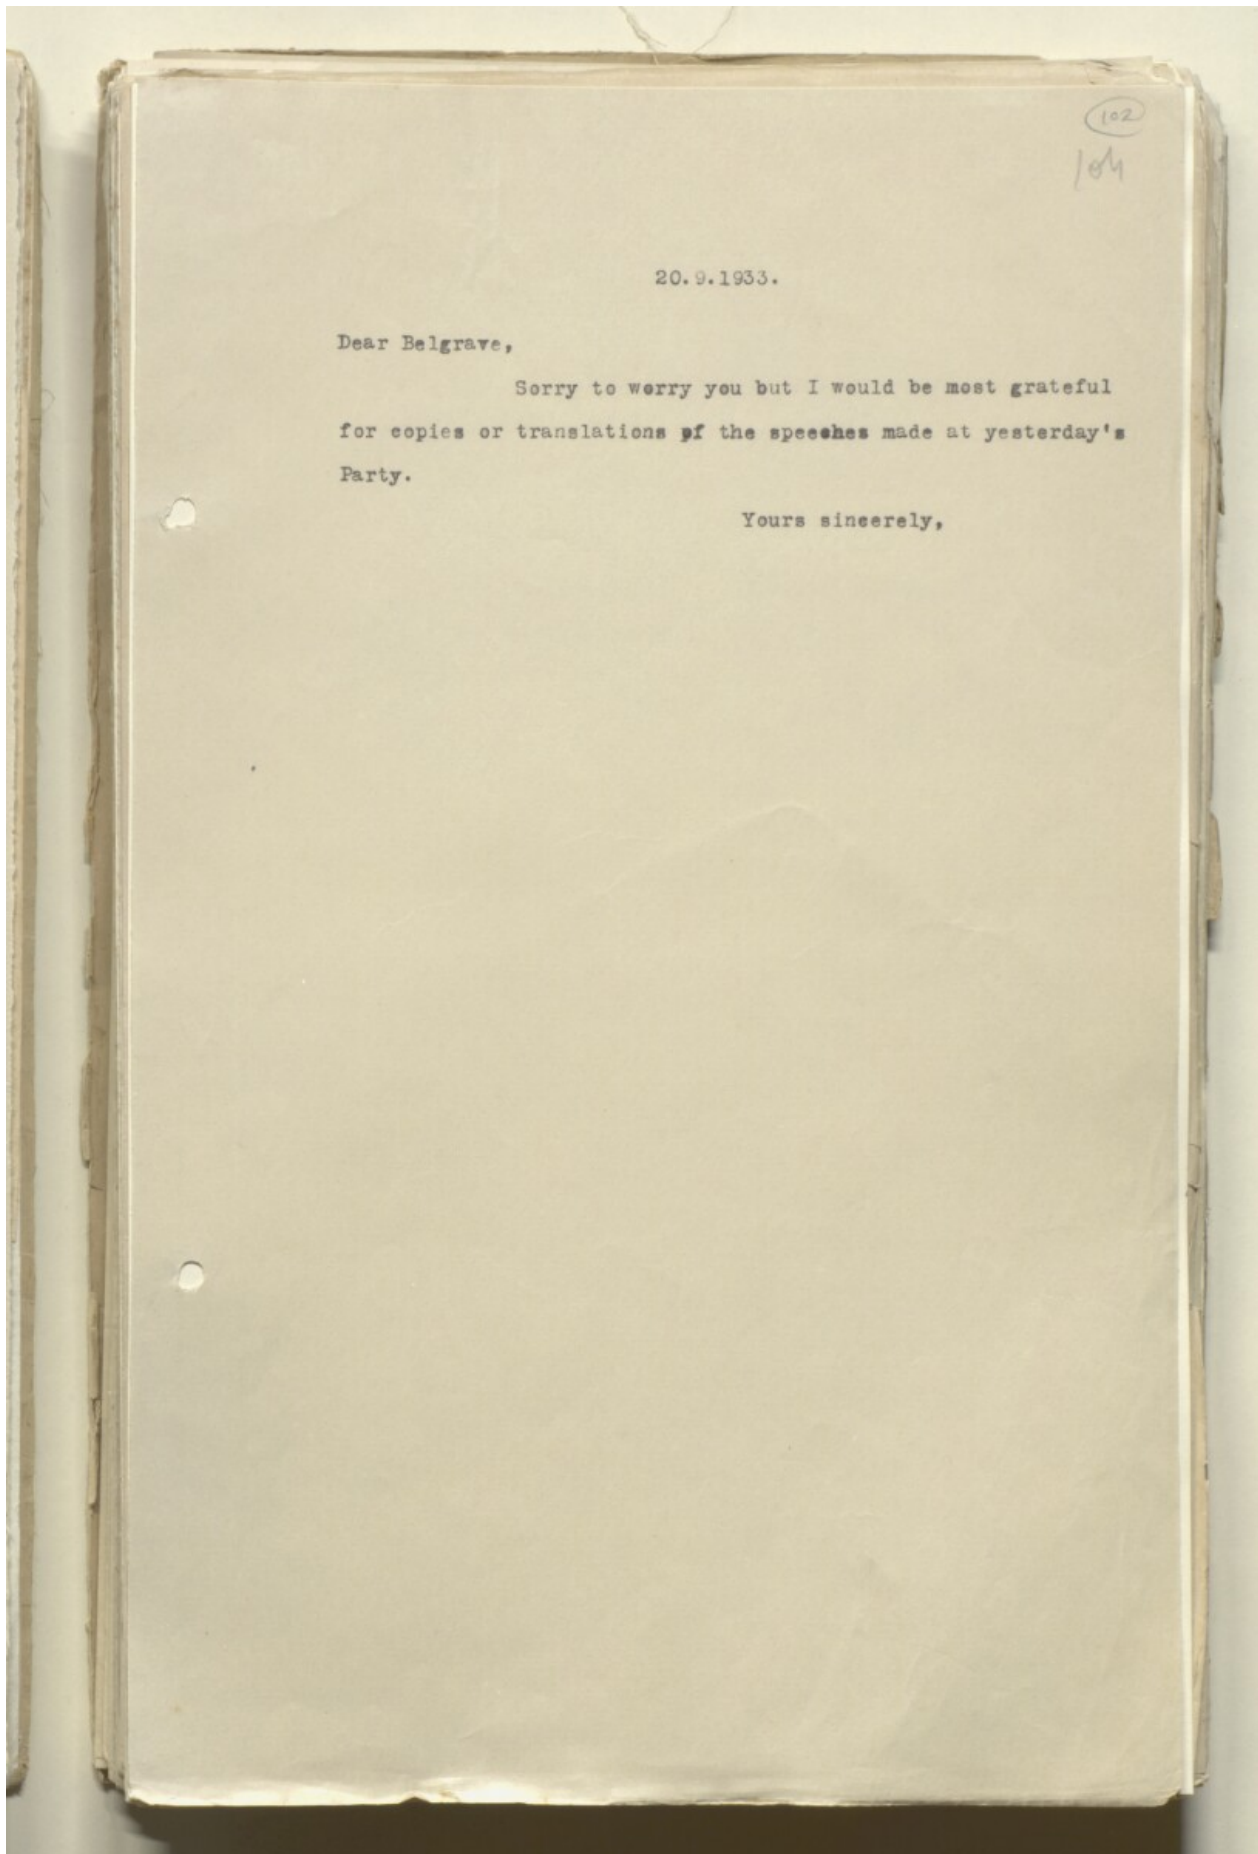 102
104
20.9.1933.
Dear Belgrave,
Sorry to worry you but I would be most grateful
for copies or translations of the speeches made at yesterday's
Party.
Yours sincerely,